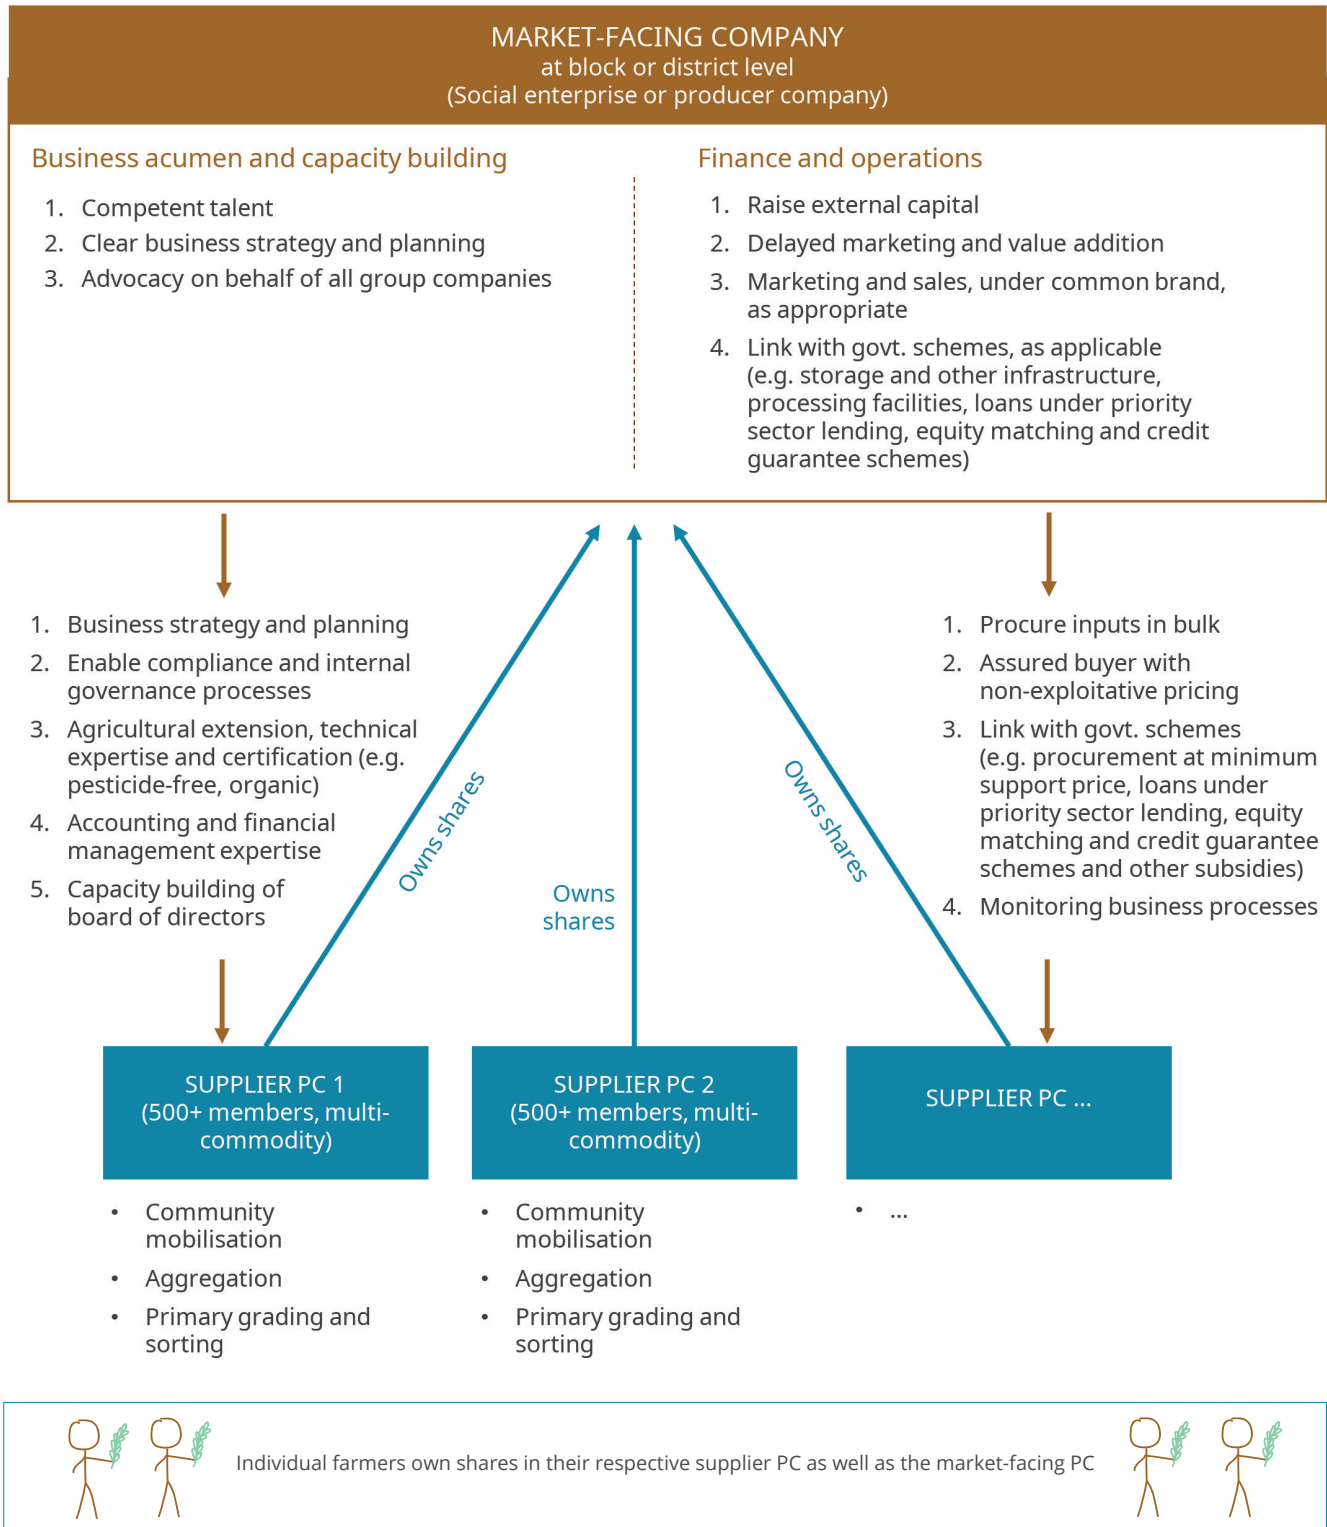 MARKET-FACING COMPANY
at block or district level
(Social enterprise or producer company)
Business acumen and capacity building
1. Competent talent
2. Clear business strategy and planning
3. Advocacy on behalf of all group companies
Finance and operations
1. Raise external capital
2. Delayed marketing and value addition
3. Marketing and sales, under common brand,
as appropriate
4. Link with govt. schemes, as applicable
(e.g. storage and other infrastructure,
processing facilities, loans under priority
sector lending, equity matching and credit
guarantee schemes)
1. Business strategy and planning
2. Enable compliance and internal
governance processes
3. Agricultural extension, technical
expertise and certification (e.g.
pesticide-free, organic)
4. Accounting and financial
management expertise
5. Capacity building of
board of directors
Owns shares
Owns
shares
Owns shares
1. Procure inputs in bulk
2. Assured buyer with
non-exploitative pricing
3. Link with govt. schemes
(e.g. procurement at minimum
support price, loans under
priority sector lending, equity
matching and credit guarantee
schemes and other subsidies)
4. Monitoring business processes
SUPPLIER PC 1
(500+ members, multi-
commodity)
• Community
mobilisation
• Aggregation
• Primary grading and
sorting
SUPPLIER PC 2
(500+ members, multi-
commodity)
• Community
mobilisation
• Aggregation
• Primary grading and
sorting
SUPPLIER PC ...
• ...
Individual farmers own shares in their respective supplier PC as well as the market-facing PC